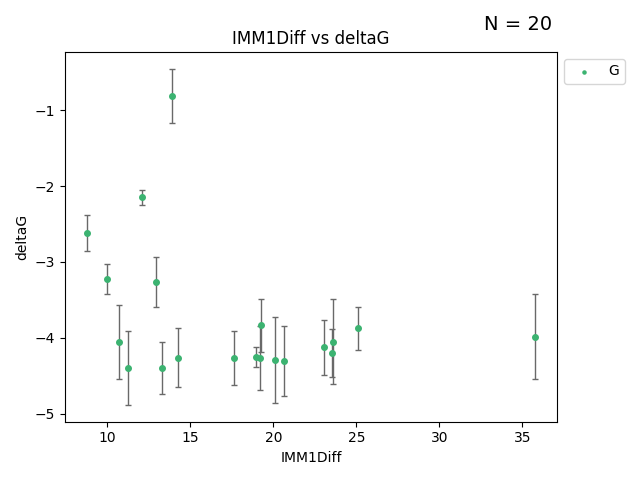 N = 20
IMM1Diff vs deltaG
G
−1
−2
−3
−4
−5
deltaG
10 15 20 25 30 35
IMM1Diff